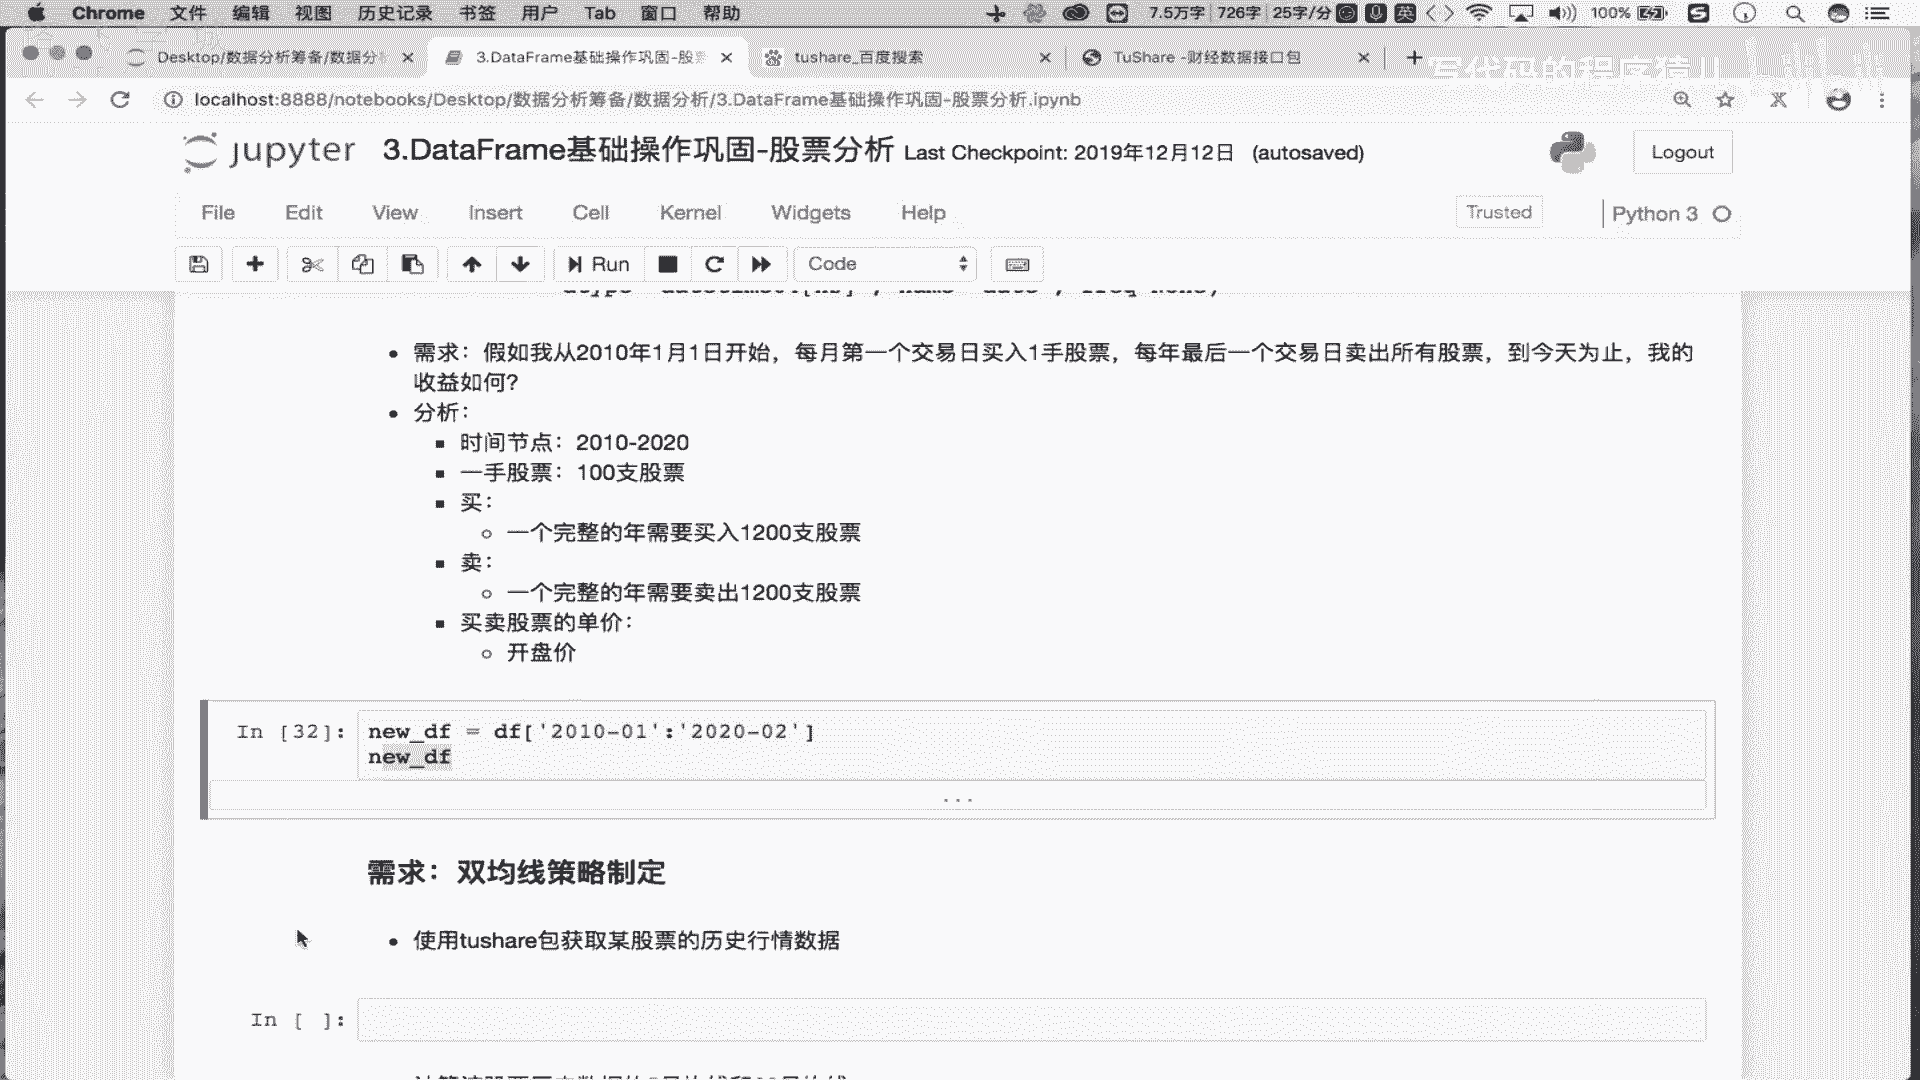 Chrome 文件 编辑 视图 历史记录 书签 用户 Tab 窗口 帮助 7.5万字 726字 25字/分 英 100%
Desktop/数据分析筹备/数据分析 3.DataFrame基础操作巩固-股票 tushare_百度搜索 TuShare -财经数据接口包
写代码的程序猿儿 bilibili
localhost:8888/notebooks/Desktop/数据分析筹备/数据分析/3.DataFrame基础操作巩固-股票分析.ipynb
jupyter 3.DataFrame基础操作巩固-股票分析 Last Checkpoint: 2019年12月12日 (autosaved) Logout
File Edit View Insert Cell Kernel Widgets Help Trusted Python 3
Run Code
需求：假如我从2010年1月1日开始，每月第一个交易日买入1手股票，每年最后一个交易日卖出所有股票，到今天为止，我的
收益如何？
分析：
时间节点：2010-2020
一手股票：100支股票
买：
一个完整的年需要买入1200支股票
卖：
一个完整的年需要卖出1200支股票
买卖股票的单价：
开盘价
In [32]: new_df = df['2010-01':'2020-02']
new_df
...
需求：双均线策略制定
使用tushare包获取某股票的历史行情数据
In [ ]: